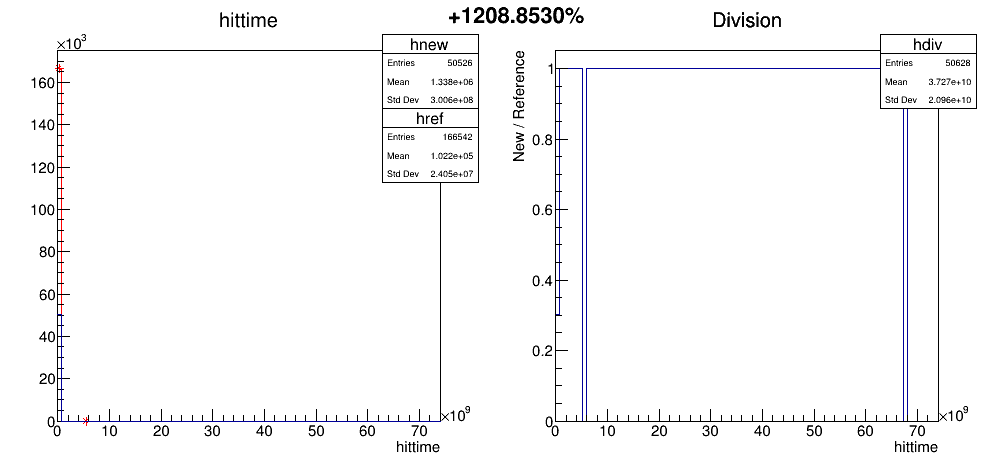 hittime
+1208.8530%
Division
×10³
hnew
Entries 50526
Mean 1.338e+06
Std Dev 3.006e+08
href
Entries 166542
Mean 1.022e+05
Std Dev 2.405e+07
160
140
120
100
80
60
40
20
0
0 10 20 30 40 50 60 70
×10⁹
hittime
New / Reference
hdiv
Entries 50628
Mean 3.727e+10
Std Dev 2.096e+10
1
0.8
0.6
0.4
0.2
0
0 10 20 30 40 50 60 70
×10⁹
hittime